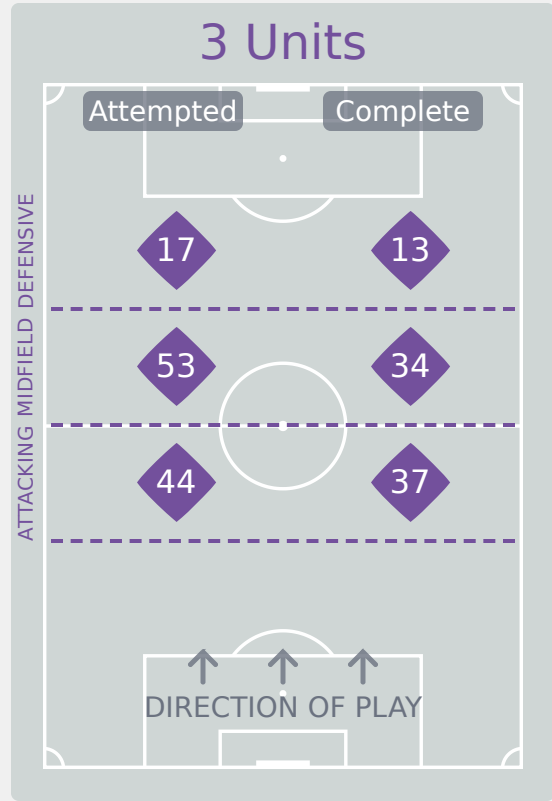 3 Units
Attempted Complete
17 13
53 34
44 37
ATTACKING MIDFIELD DEFENSIVE
DIRECTION OF PLAY